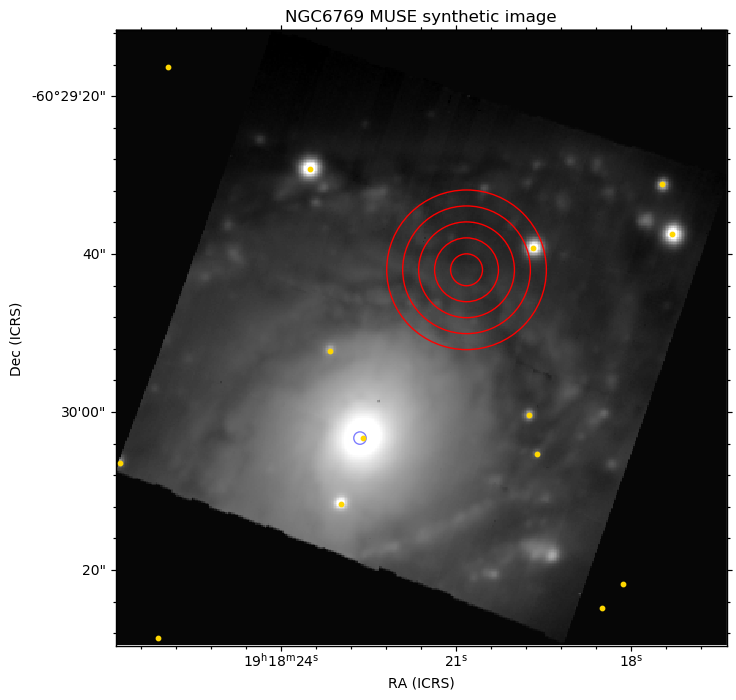 NGC6769 MUSE synthetic image
-60°29'20"
40"
30'00"
20"
Dec (ICRS)
19ʰ18ᵐ24ˢ
21ˢ
18ˢ
RA (ICRS)